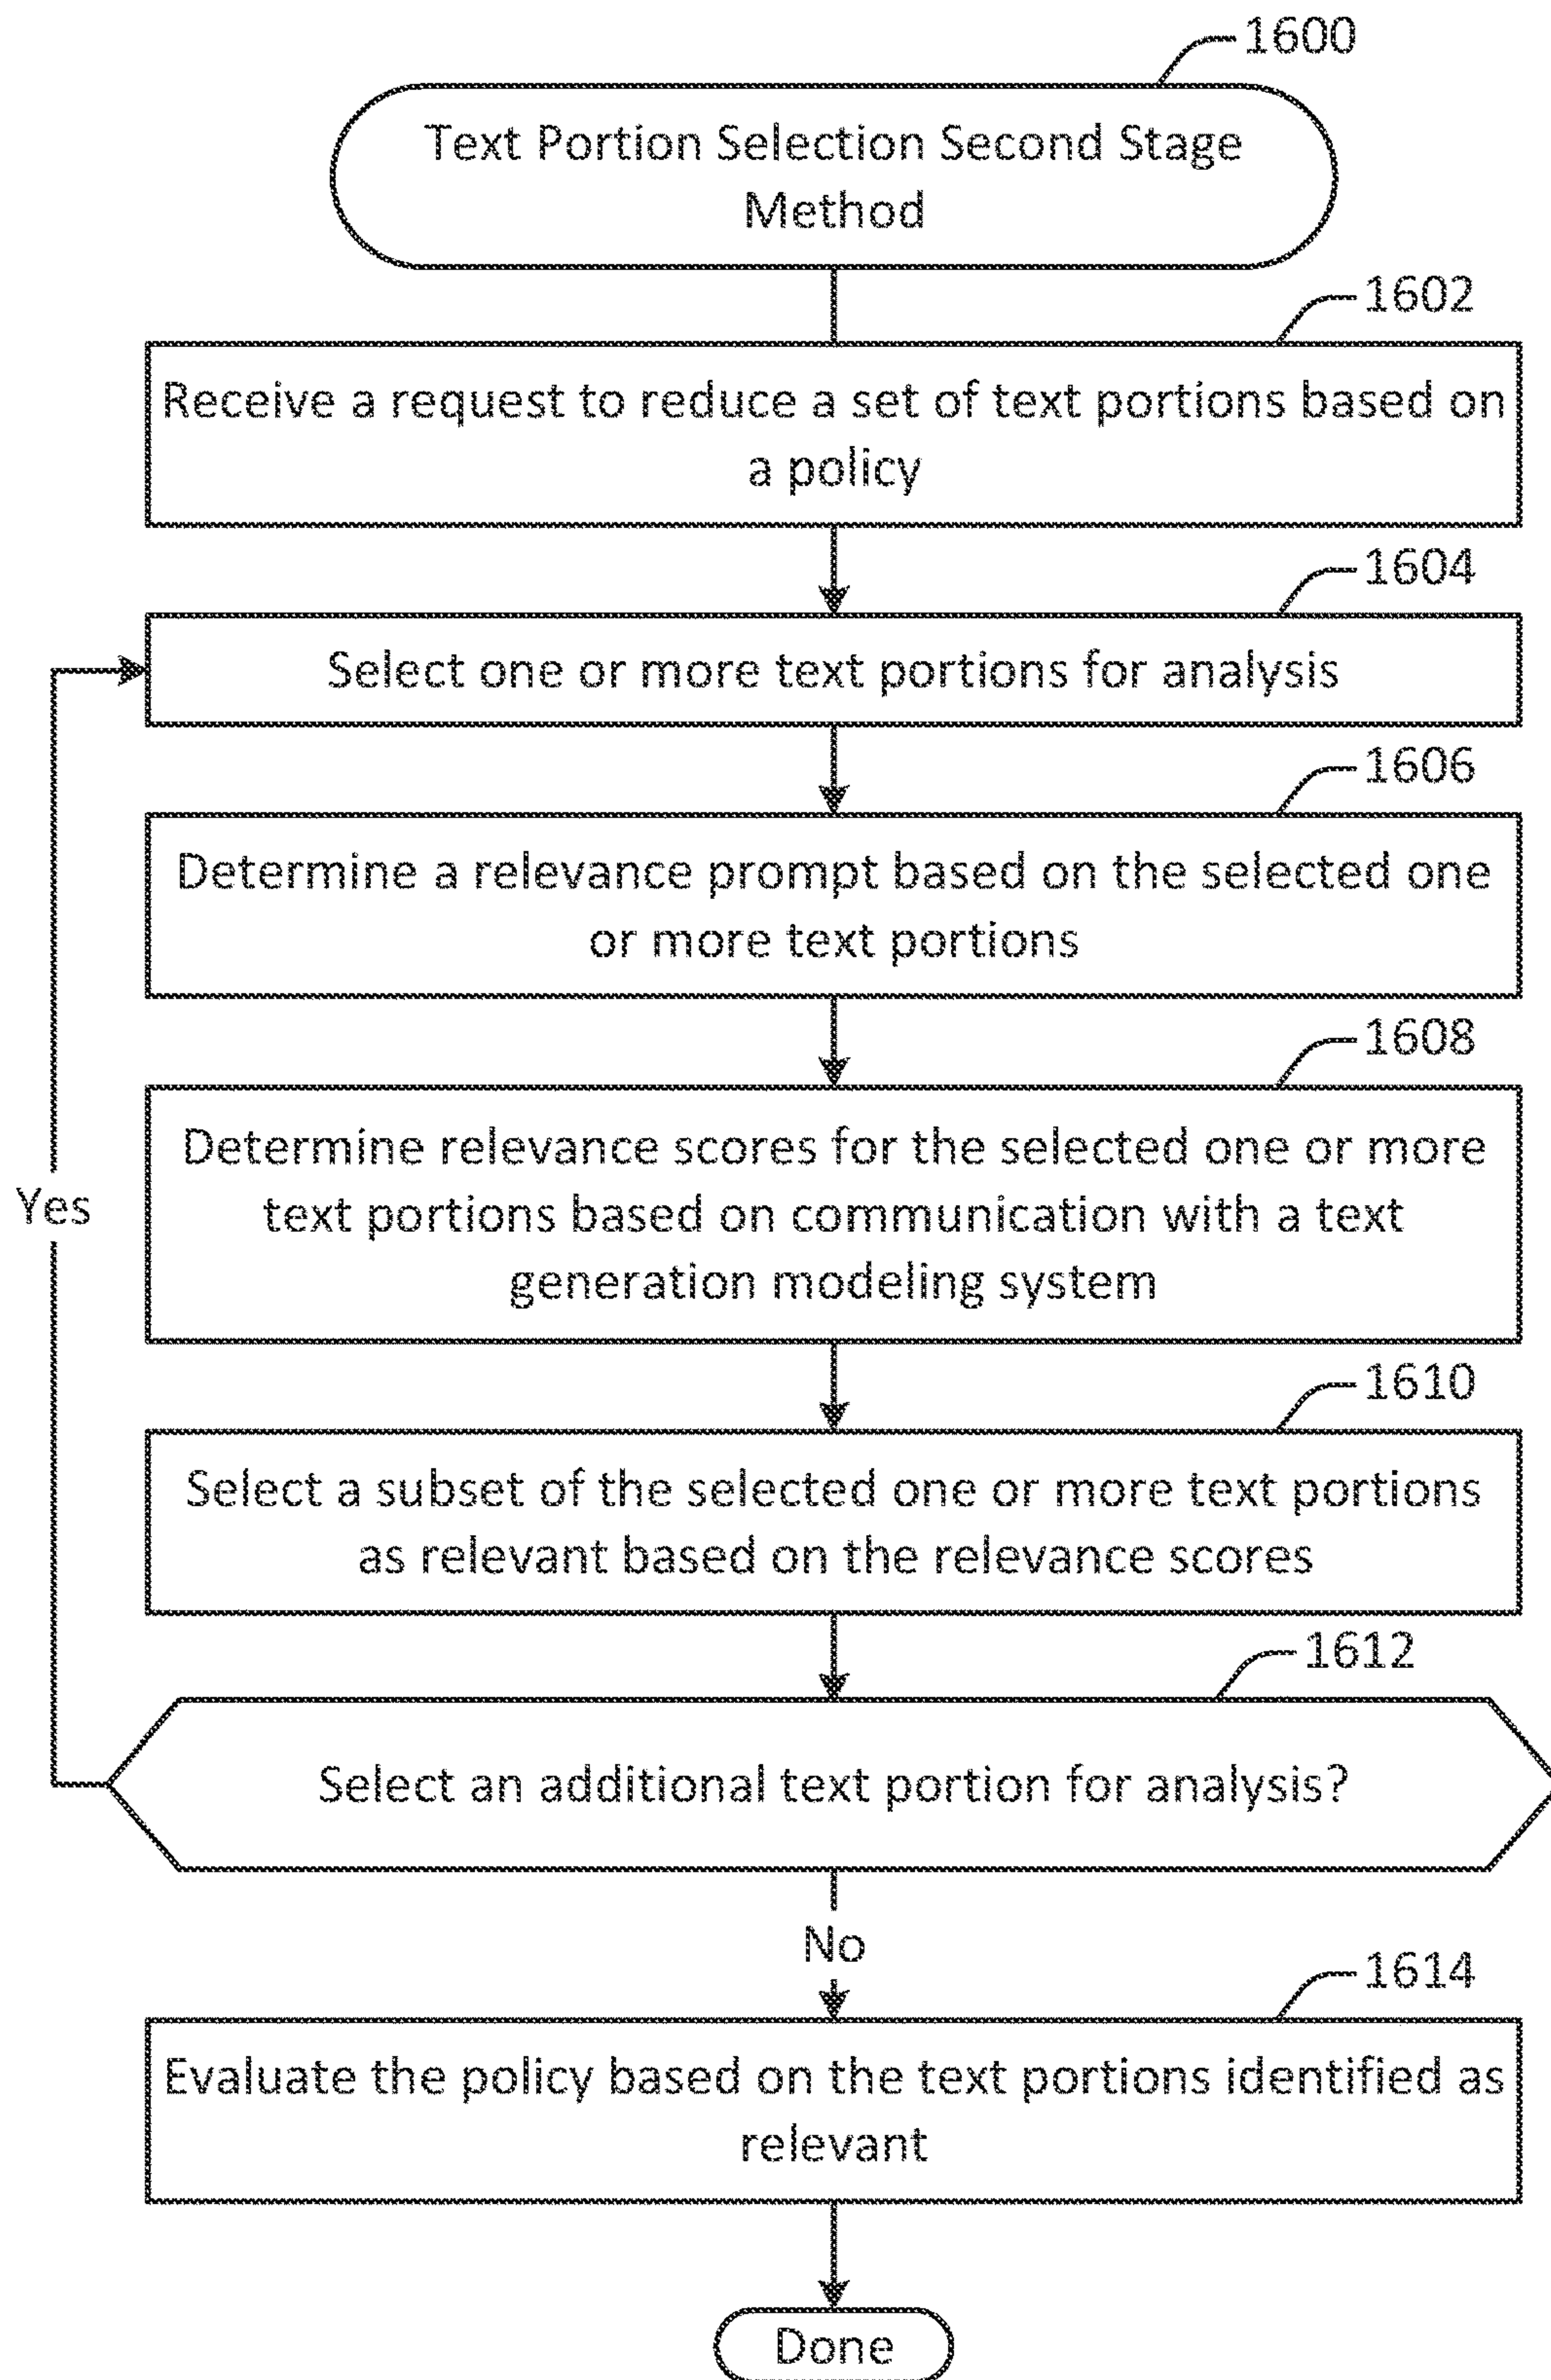 1600
Text Portion Selection Second Stage
Method
1602
Receive a request to reduce a set of text portions based on
a policy
1604
Select one or more text portions for analysis
1606
Determine a relevance prompt based on the selected one
or more text portions
1608
Determine relevance scores for the selected one or more
text portions based on communication with a text
generation modeling system
Yes
1610
Select a subset of the selected one or more text portions
as relevant based on the relevance scores
1612
Select an additional text portion for analysis?
No
1614
Evaluate the policy based on the text portions identified as
relevant
Done